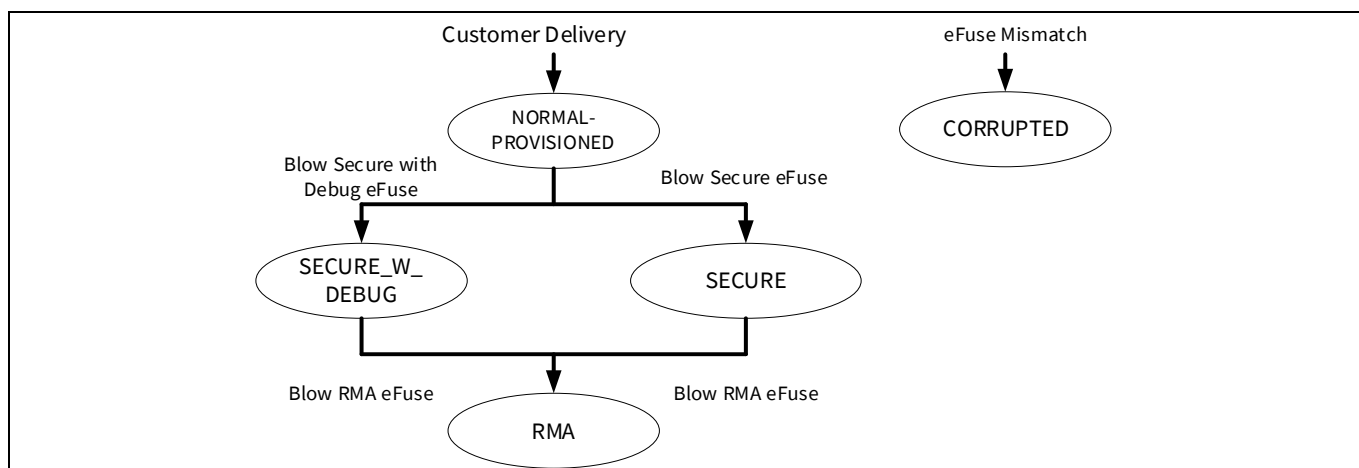 Customer Delivery
eFuse Mismatch
NORMAL-
PROVISIONED
CORRUPTED
Blow Secure with
Debug eFuse
Blow Secure eFuse
SECURE_W_
DEBUG
SECURE
Blow RMA eFuse
Blow RMA eFuse
RMA